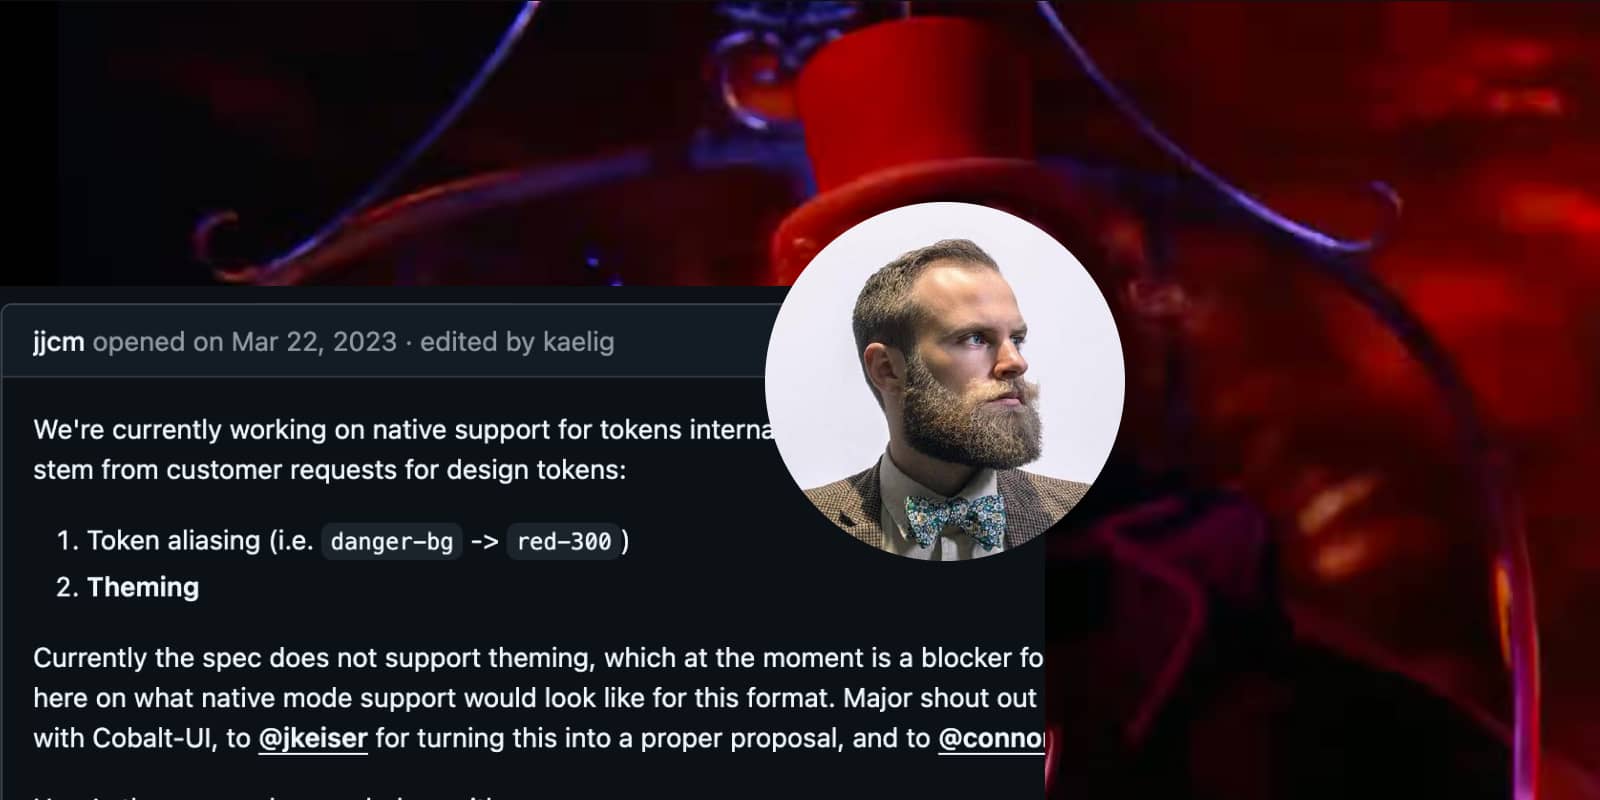 jjcm opened on Mar 22, 2023 · edited by kaelig
We're currently working on native support for tokens
stem from customer requests for design tokens:
1. Token aliasing (i.e. danger-bg -> red-300 )
2. Theming
Currently the spec does not support theming, which at the moment is a blocker
here on what native mode support would look like for this format. Major shout out
with Cobalt-UI, to @jkeiser for turning this into a proper proposal, and to